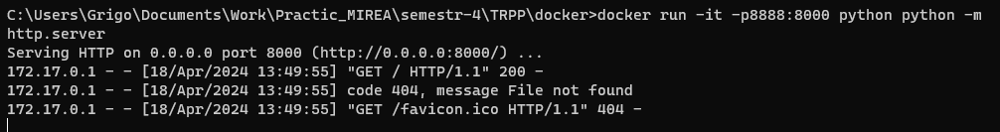 C:\Users\Grigo\Documents\Work\Practic_MIREA\semestr-4\TRPP\docker>docker run -it -p8888:8000 python python -m
http.server
Serving HTTP on 0.0.0.0 port 8000 (http://0.0.0.0:8000/) ...
172.17.0.1 - - [18/Apr/2024 13:49:55] "GET / HTTP/1.1" 200 -
172.17.0.1 - - [18/Apr/2024 13:49:55] code 404, message File not found
172.17.0.1 - - [18/Apr/2024 13:49:55] "GET /favicon.ico HTTP/1.1" 404 -